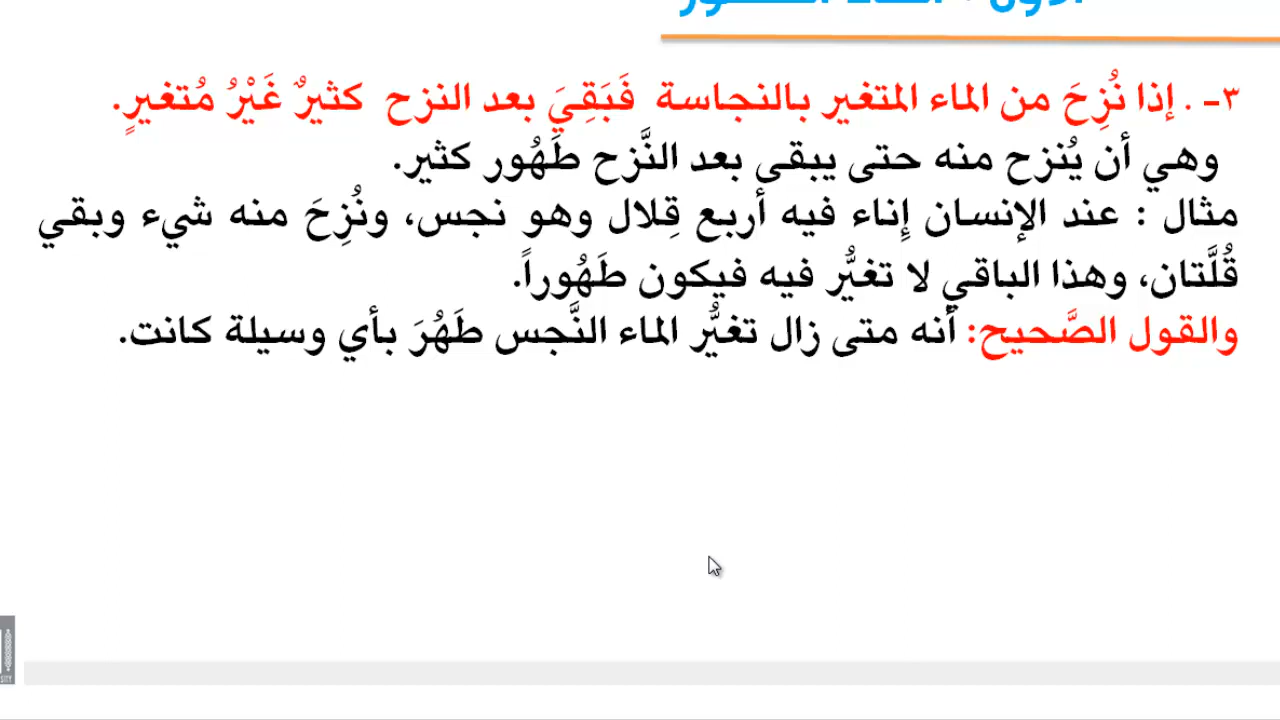 ٣- . إذا نُزِحَ من الماء المتغير بالنجاسة فَبَقِيَ بعد النزح كثيرٌ غَيْرُ مُتغيرٍ.
وهي أن يُنزح منه حتى يبقى بعد النَّزح طَهُور كثير.
مثال : عند الإنسان إِناء فيه أربع قِلال وهو نجس، ونُزِحَ منه شيء وبقي
قُلَّتان، وهذا الباقي لا تغيُّر فيه فيكون طَهُوراً.
والقول الصَّحيح: أنه متى زال تغيُّر الماء النَّجس طَهُرَ بأي وسيلة كانت.